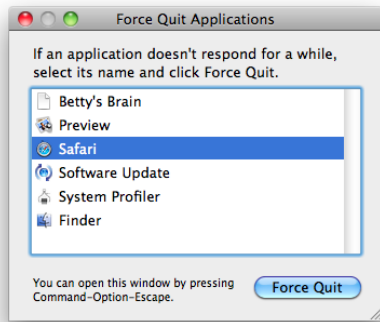 Force Quit Applications
If an application doesn't respond for a while,
select its name and click Force Quit.
Betty's Brain
Preview
Safari
Software Update
System Profiler
Finder
You can open this window by pressing
Command-Option-Escape.
Force Quit